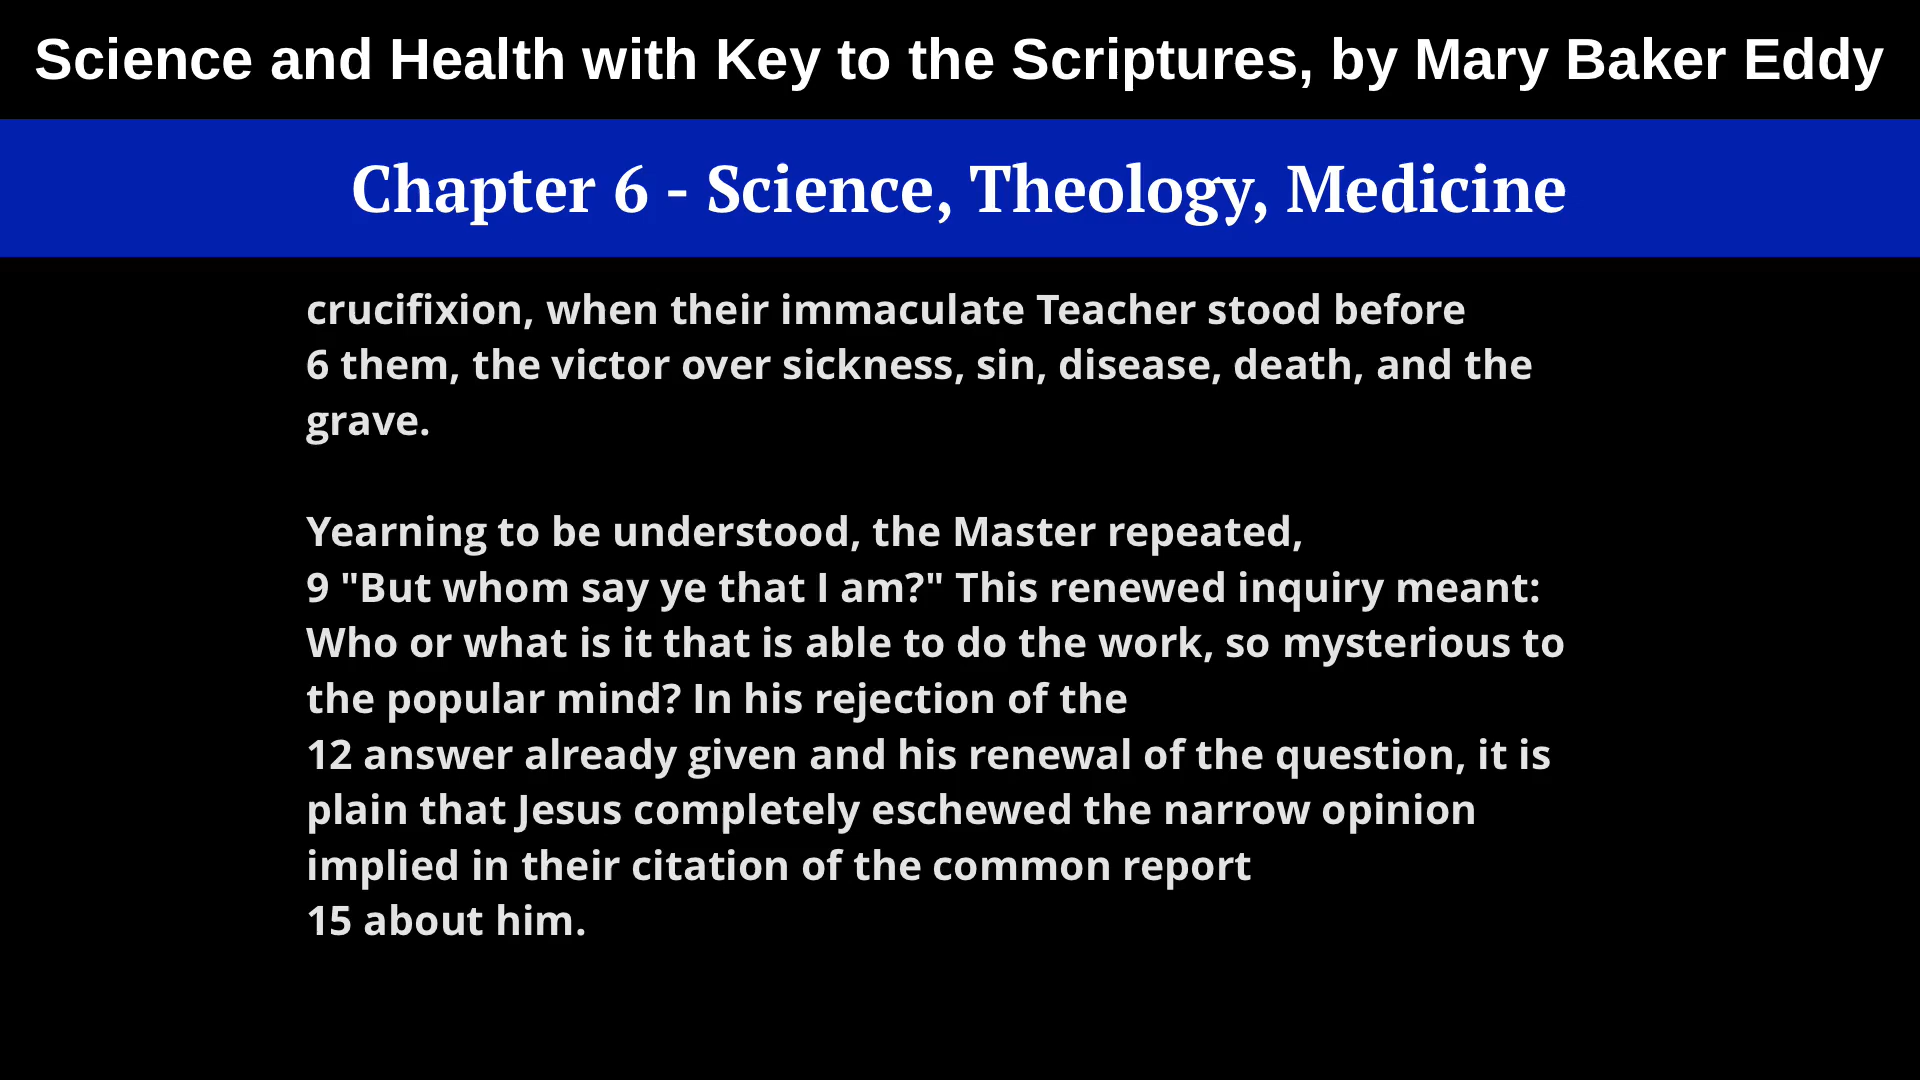 Science and Health with Key to the Scriptures, by Mary Baker Eddy
Chapter 6 - Science, Theology, Medicine
crucifixion, when their immaculate Teacher stood before
6 them, the victor over sickness, sin, disease, death, and the
grave.
Yearning to be understood, the Master repeated,
9 "But whom say ye that I am?" This renewed inquiry meant:
Who or what is it that is able to do the work, so mysterious to
the popular mind? In his rejection of the
12 answer already given and his renewal of the question, it is
plain that Jesus completely eschewed the narrow opinion
implied in their citation of the common report
15 about him.